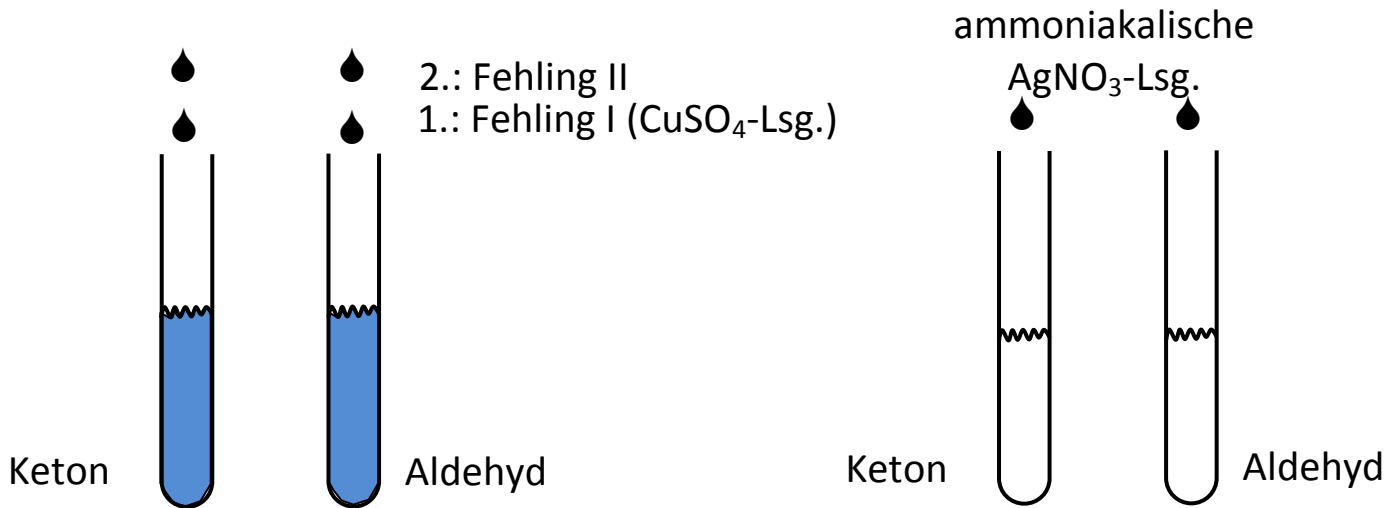 2.: Fehling II
1.: Fehling I (CuSO₄-Lsg.)
Keton
Aldehyd
ammoniakalische
AgNO₃-Lsg.
Keton
Aldehyd